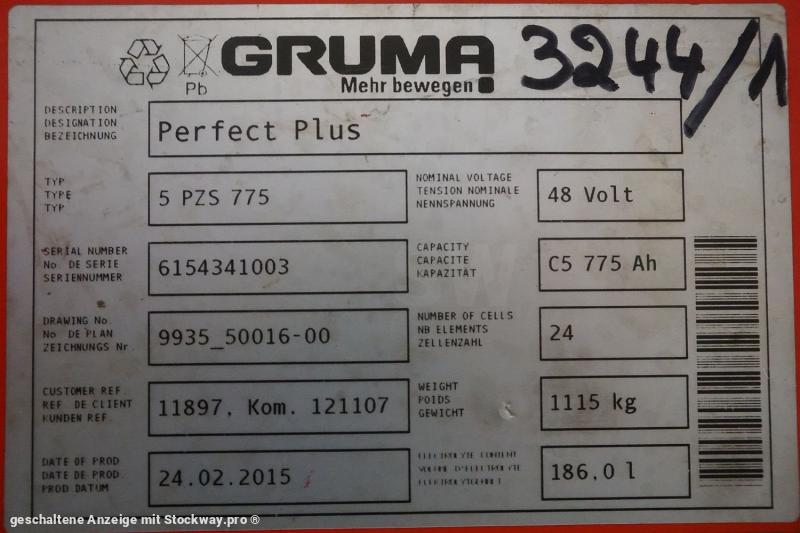 GRUMA
Mehr bewegen
Pb
3244/1
DESCRIPTION
DESIGNATION
BEZEICHNUNG
Perfect Plus
TYP
TYPE
TYP
5 PZS 775
NOMINAL VOLTAGE
TENSION NOMINALE
NENNSPANNUNG
48 Volt
SERIAL NUMBER
No. DE SERIE
SERIENNUMMER
6154341003
CAPACITY
CAPACITE
KAPAZITÄT
C5 775 Ah
DRAWING No.
No. DE PLAN
ZEICHNUNGS Nr.
9935_50016-00
NUMBER OF CELLS
NB ELEMENTS
ZELLENZAHL
24
CUSTOMER REF.
REF. DE CLIENT
KUNDEN REF.
11897, Kom. 121107
WEIGHT
POIDS
GEWICHT
1115 kg
DATE OF PROD
DATE DE PROD.
PROD DATUM
24.02.2015
ELECTROLYTE CONTENT
VOLUME D'ELECTROLYTE
186,0 l
geschaltene Anzeige mit Stockway.pro ®